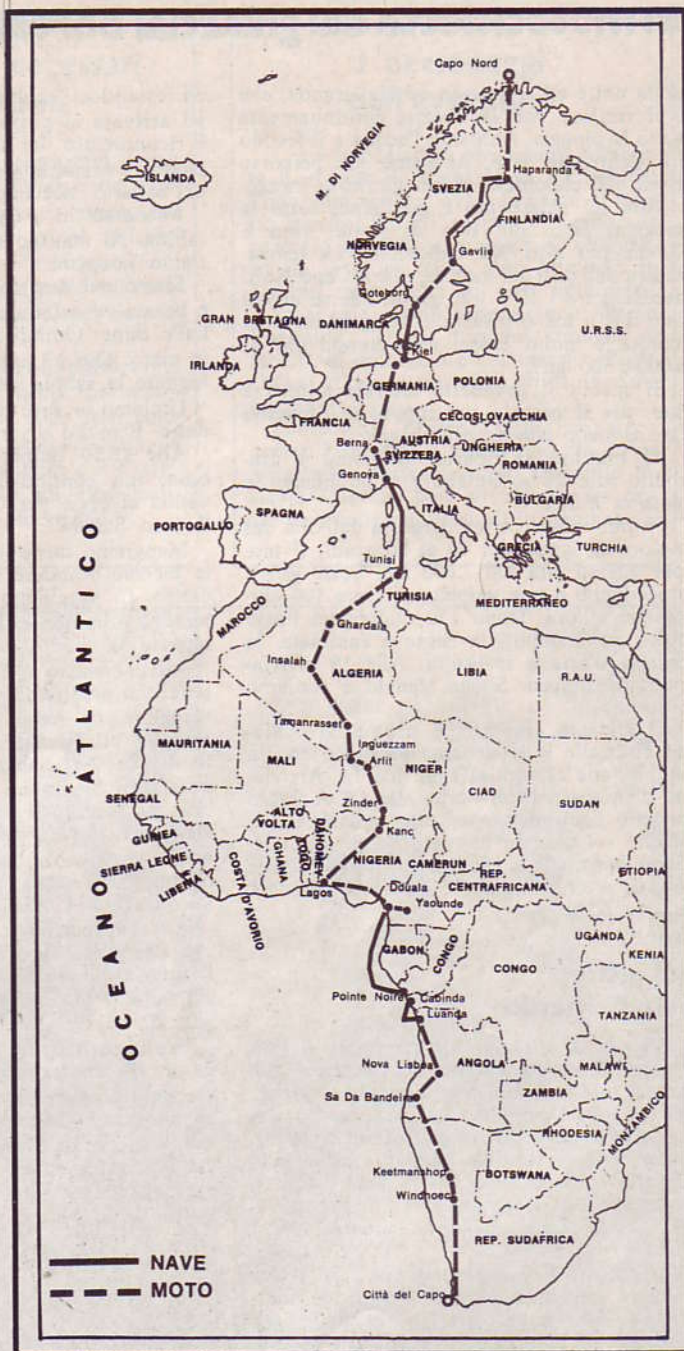 Capo Nord
ISLANDA
M. DI NORVEGIA
Haparanda
SVEZIA
FINLANDIA
NORVEGIA
Gavlie
Goteborg
GRAN BRETAGNA
DANIMARCA
U.R.S.S.
IRLANDA
Kiel
GERMANIA
POLONIA
CECOSLOVACCHIA
FRANCIA
Berna
AUSTRIA
SVIZZERA
UNGHERIA
ROMANIA
Genova
BULGARIA
ITALIA
SPAGNA
PORTOGALLO
GRECIA
TURCHIA
Tunisi
TUNISIA
MEDITERRANEO
MAROCCO
Ghardaia
Insalah
ALGERIA
LIBIA
R.A.U.
OCEANO ATLANTICO
Tamanrasset
MAURITANIA
MALI
Inguezzam
Arlit
NIGER
CIAD
SUDAN
SENEGAL
Zinder
ALTO
VOLTA
DAHOMEY
Kano
GUINEA
SIERRA LEONE
LIBERIA
COSTA D'AVORIO
GHANA
TOGO
NIGERIA
CAMERUN
REP.
CENTRAFRICANA
ETIOPIA
Lagos
Douala
Yaounde
GABON
CONGO
CONGO
UGANDA
KENIA
Pointe Noire
Cabinda
Luanda
TANZANIA
Nova Lisboa
ANGOLA
MALAWI
Sa Da Bandeira
ZAMBIA
RHODESIA
MONZAMBICO
Keetmanshop
BOTSWANA
Windhoec
REP. SUDAFRICA
NAVE
MOTO
Città del Capo